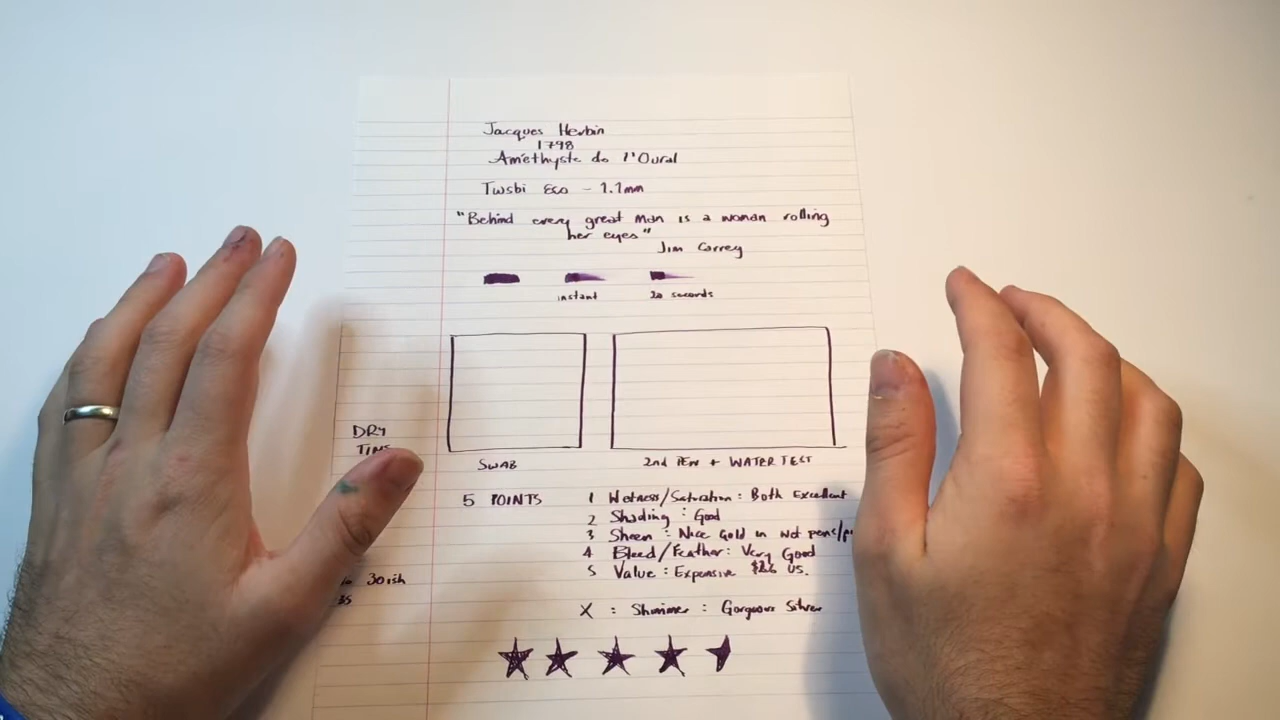 Jacques Herbin
1798
Améthyste de l'Oural
Twsbi Eco - 1.1mm
"Behind every great man is a woman rolling
her eyes"
Jim Carrey
instant 20 seconds
DRY
TIME
SWAB
2nd PEN + WATER TEST
5 POINTS
1 Wetness/Saturation : Both Excellent
2 Shading : Good
3 Sheen : Nice Gold in wet pens/
4 Bleed/Feather : Very Good
5 Value : Expensive $26 US.
30ish
35
X : Shimmer : Gorgeous Silver